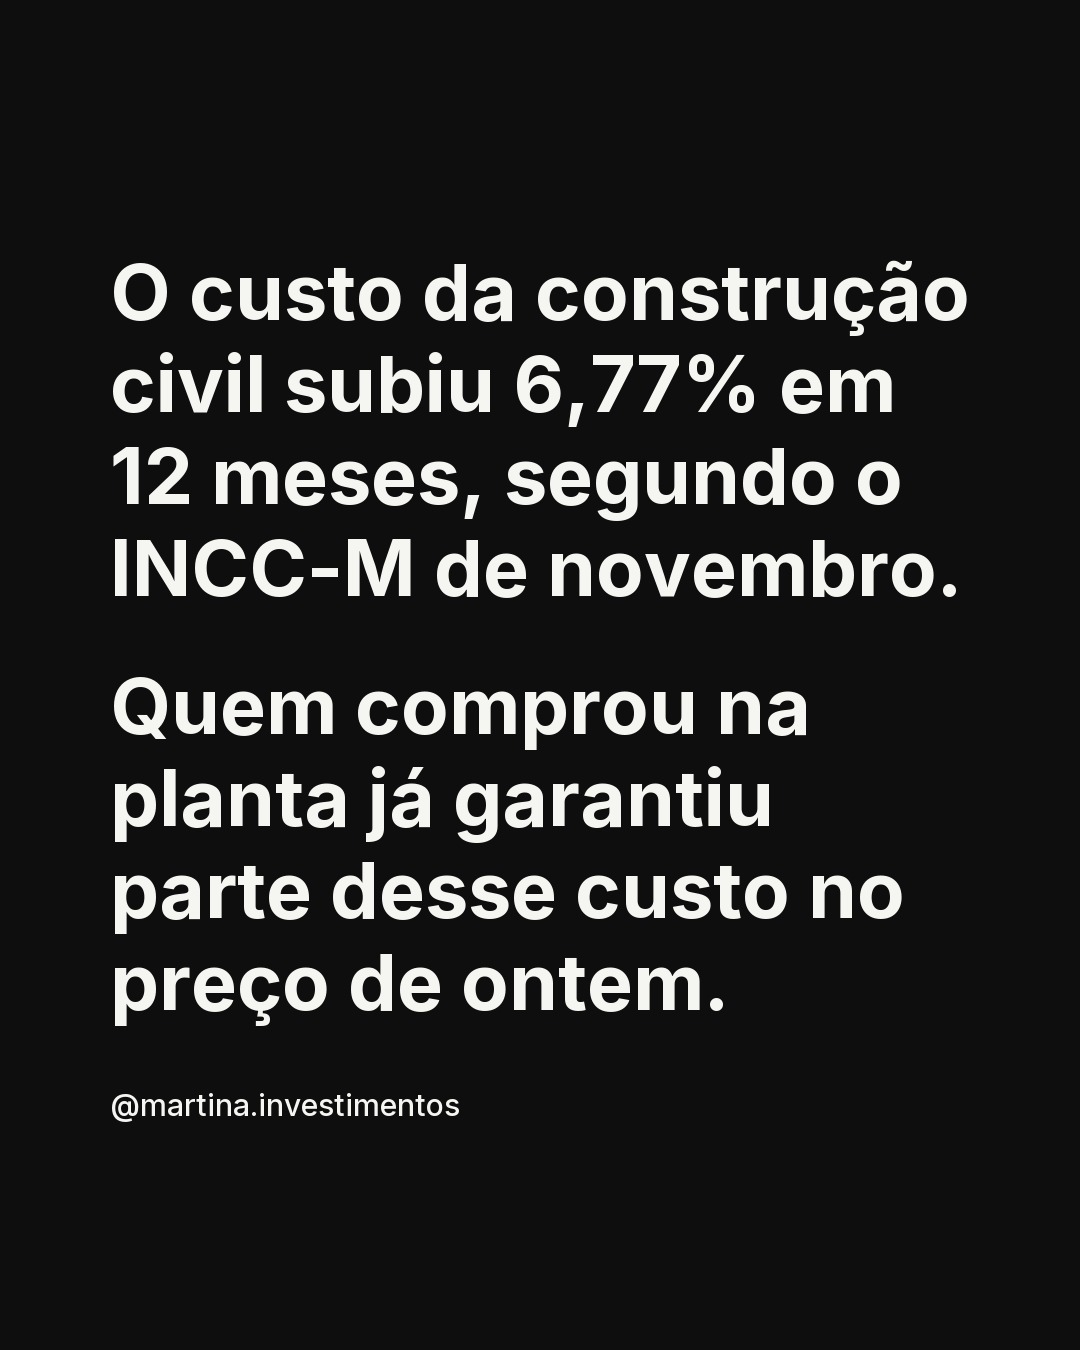 O custo da construção
civil subiu 6,77% em
12 meses, segundo o
INCC-M de novembro.
Quem comprou na
planta já garantiu
parte desse custo no
preço de ontem.
@martina.investimentos